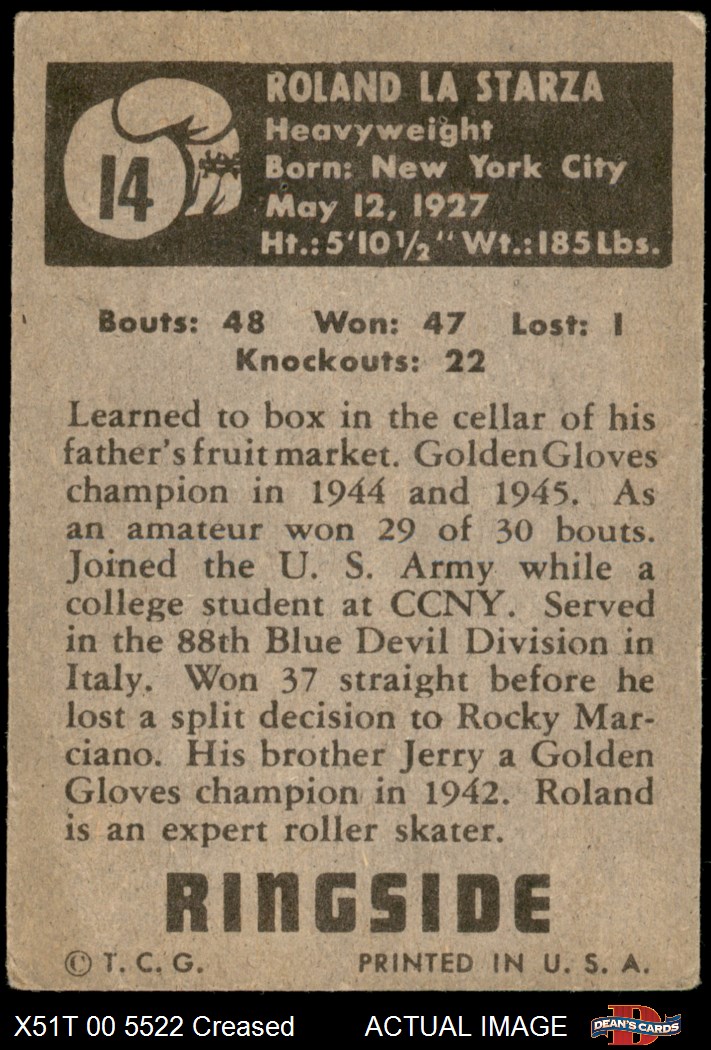 14
ROLAND LA STARZA
Heavyweight
Born: New York City
May 12, 1927
Ht.: 5'10 1/2" Wt.: 185 Lbs.
Bouts: 48 Won: 47 Lost: 1
Knockouts: 22
Learned to box in the cellar of his
father's fruit market. Golden Gloves
champion in 1944 and 1945. As
an amateur won 29 of 30 bouts.
Joined the U. S. Army while a
college student at CCNY. Served
in the 88th Blue Devil Division in
Italy. Won 37 straight before he
lost a split decision to Rocky Mar-
ciano. His brother Jerry a Golden
Gloves champion in 1942. Roland
is an expert roller skater.
RINGSIDE
© T. C. G. PRINTED IN U. S. A.
X51T 00 5522 Creased ACTUAL IMAGE D DEAN'S CARDS